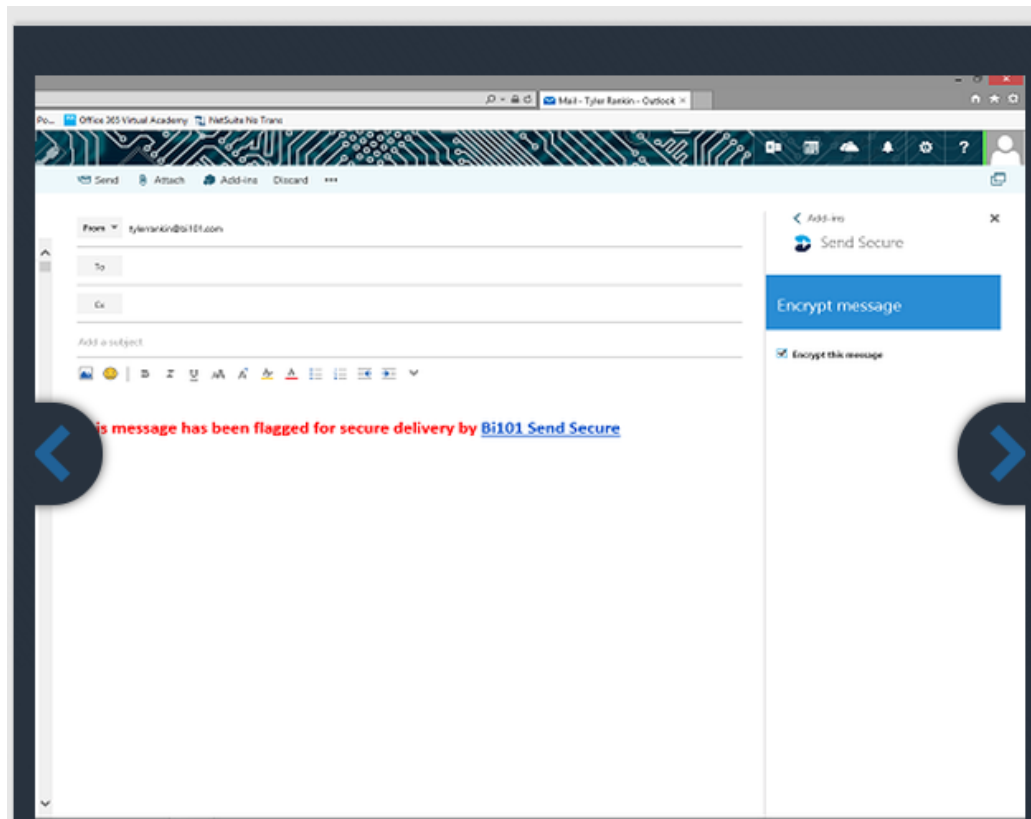 Mail - Tyler Rankin - Outlook ×
Po... Office 365 Virtual Academy NetSuite No Trans
Send Attach Add-ins Discard •••
Add-ins
Send Secure
From tylerrankin@bi101.com
To
Cc
Add a subject
B I U
Encrypt message
Encrypt this message
is message has been flagged for secure delivery by Bi101 Send Secure